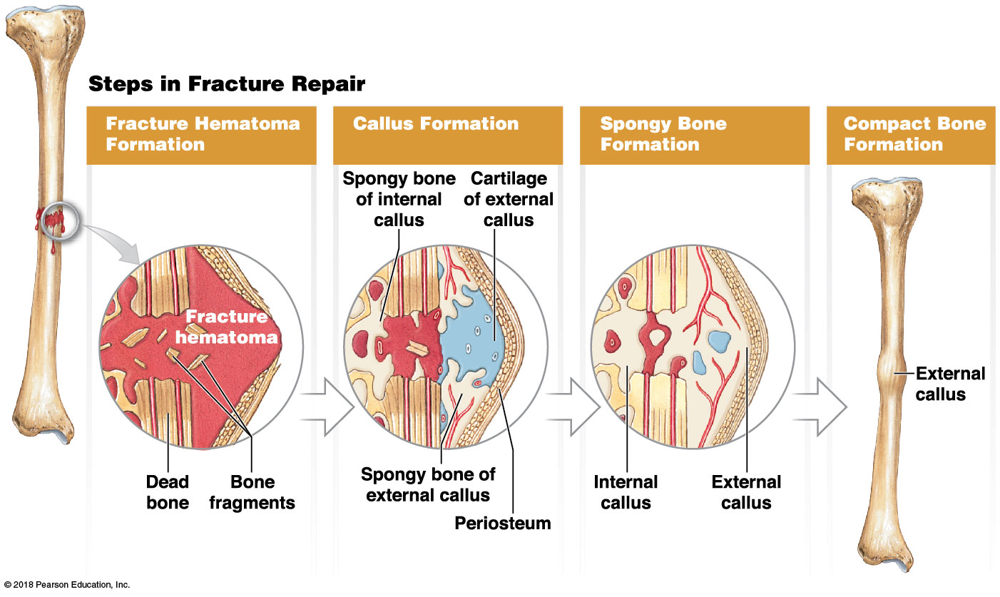 Steps in Fracture Repair
Fracture Hematoma
Formation
Fracture
hematoma
Dead
bone
Bone
fragments
Callus Formation
Spongy bone
of internal
callus
Cartilage
of external
callus
Spongy bone of
external callus
Periosteum
Spongy Bone
Formation
Internal
callus
External
callus
Compact Bone
Formation
External
callus
© 2018 Pearson Education, Inc.